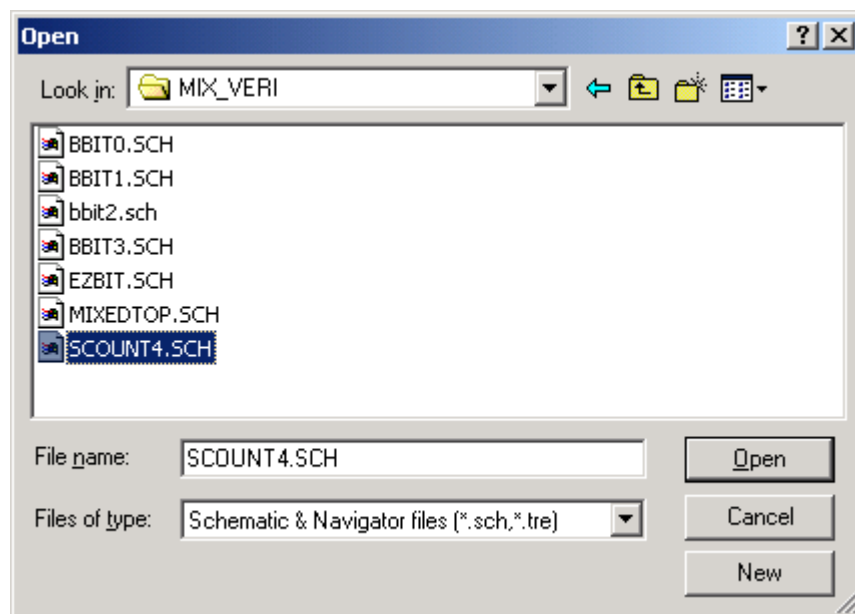 Open
Look in: MIX_VERI
BBIT0.SCH
BBIT1.SCH
bbit2.sch
BBIT3.SCH
EZBIT.SCH
MIXEDTOP.SCH
SCOUNT4.SCH
File name: SCOUNT4.SCH Open
Files of type: Schematic & Navigator files (*.sch,*.tre) Cancel
New